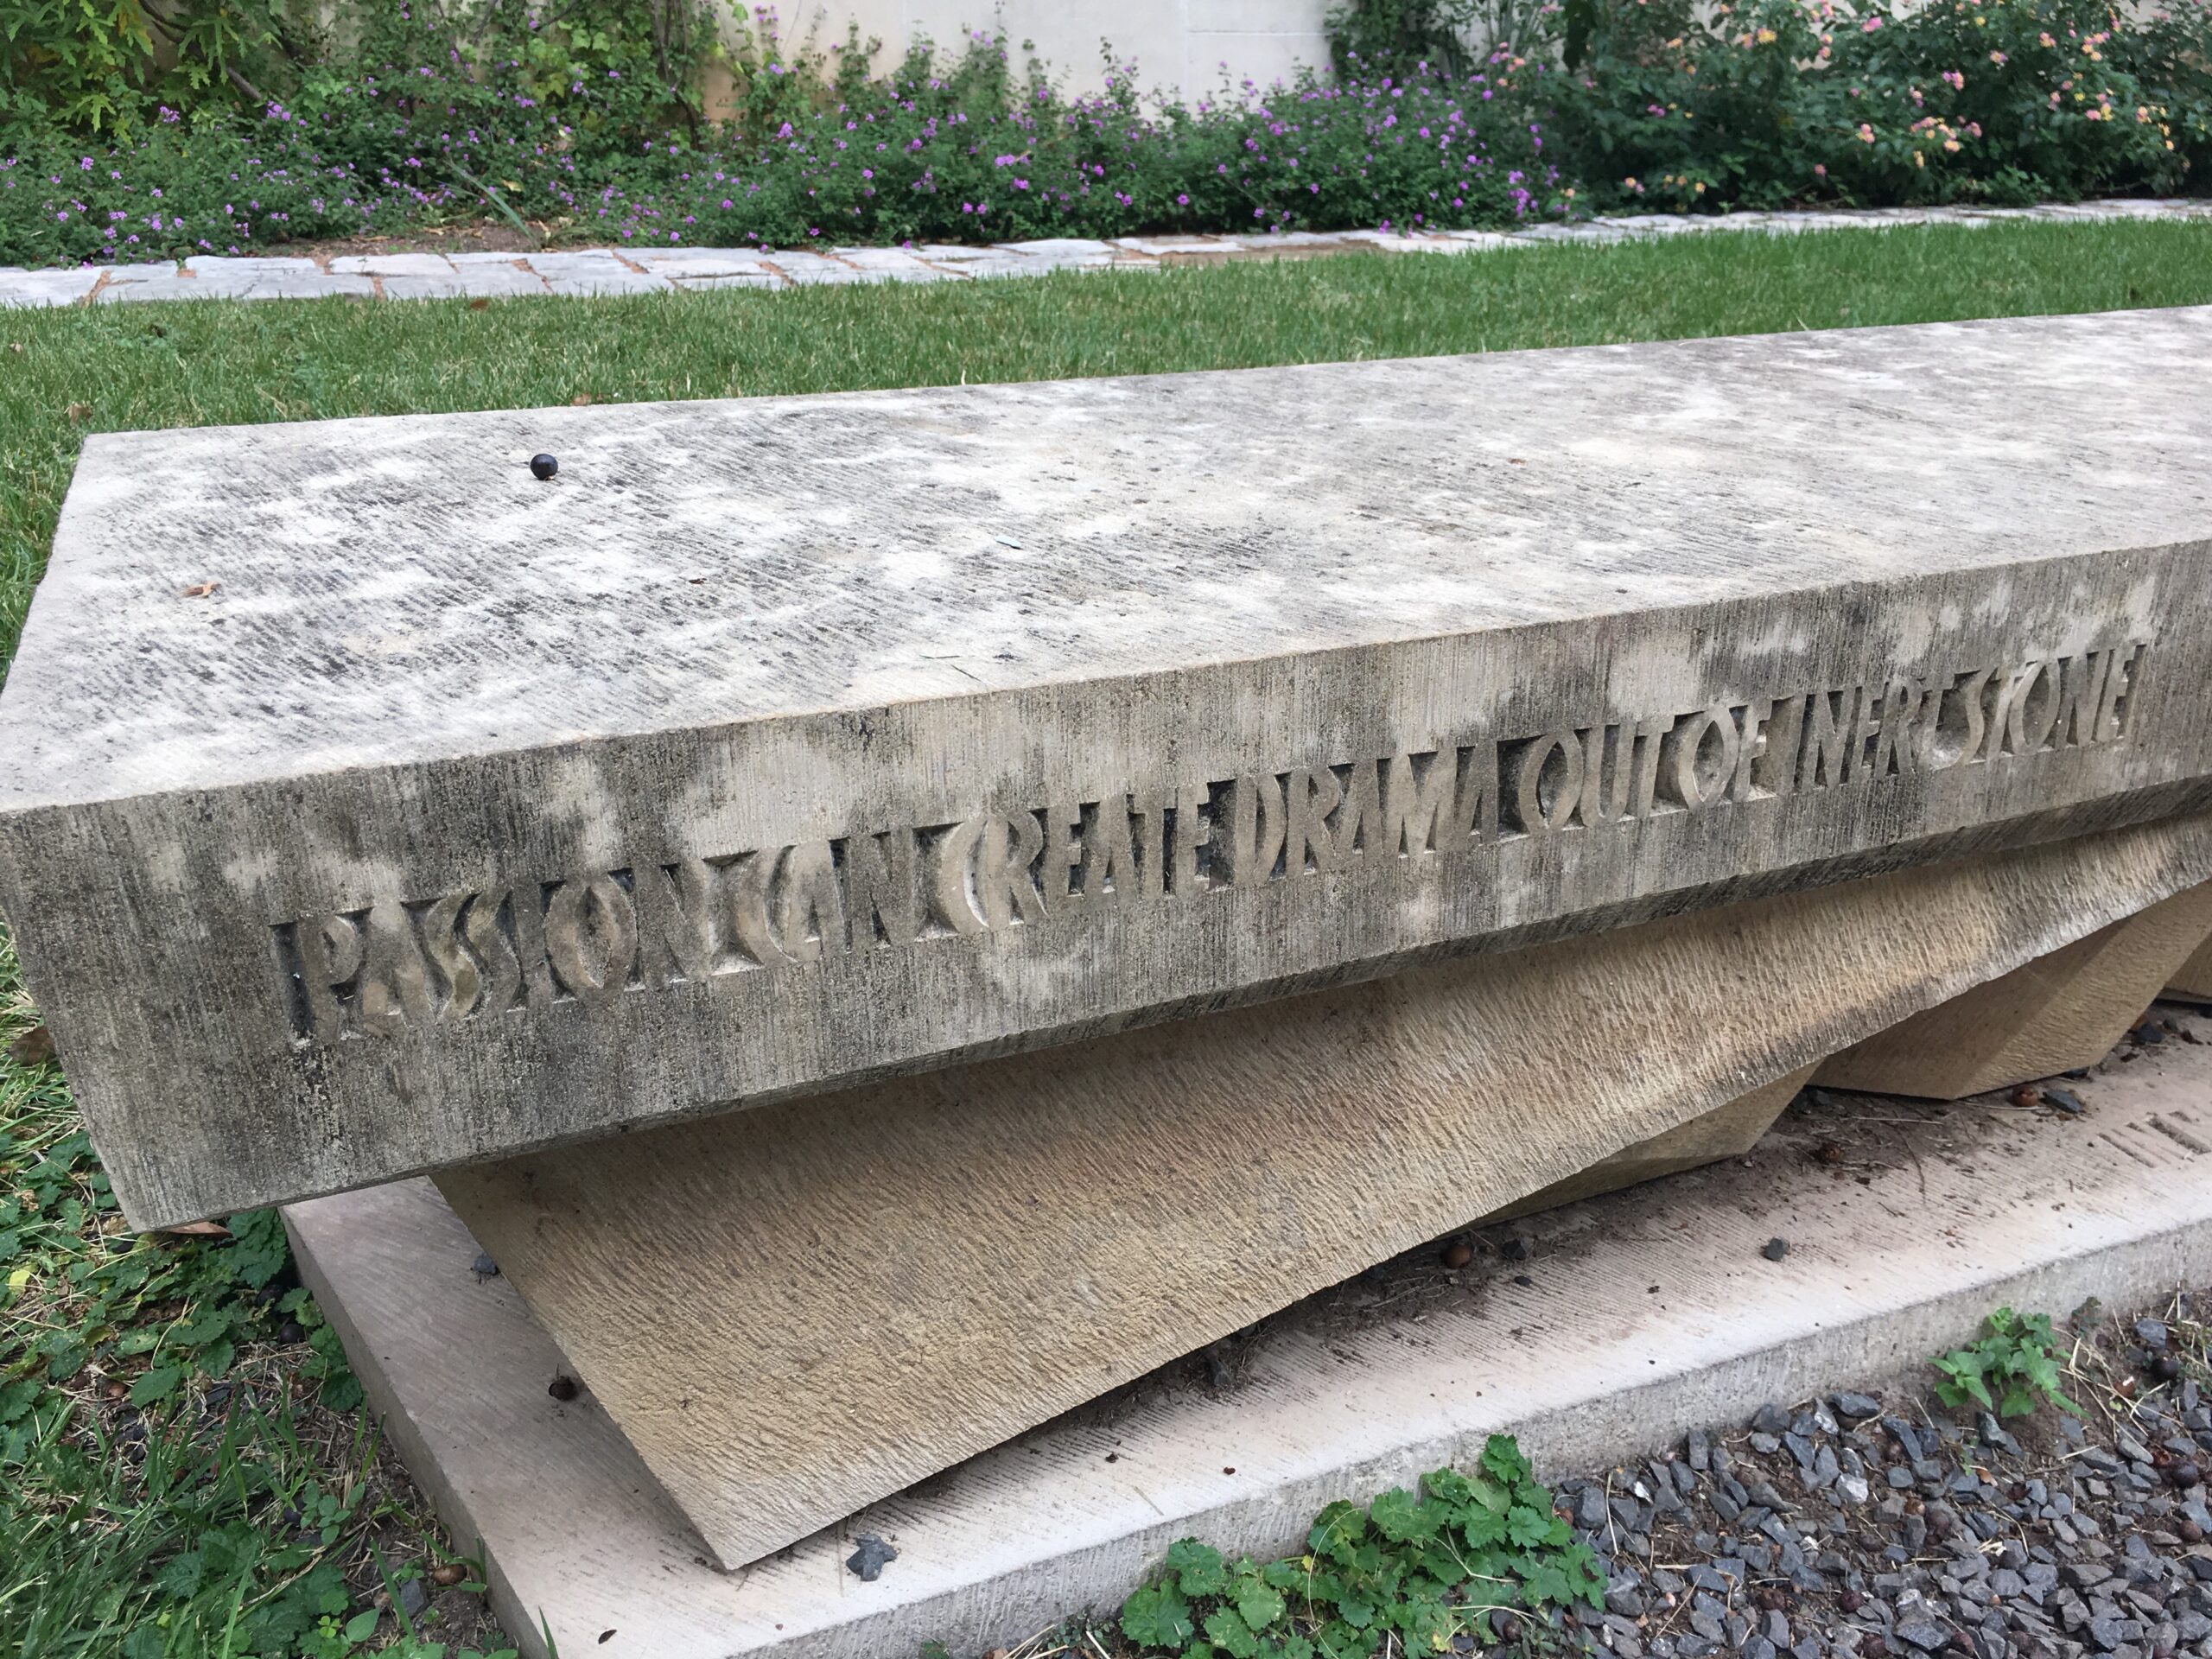 PASSION CAN CREATE DRAMA OUT OF INERT STONE